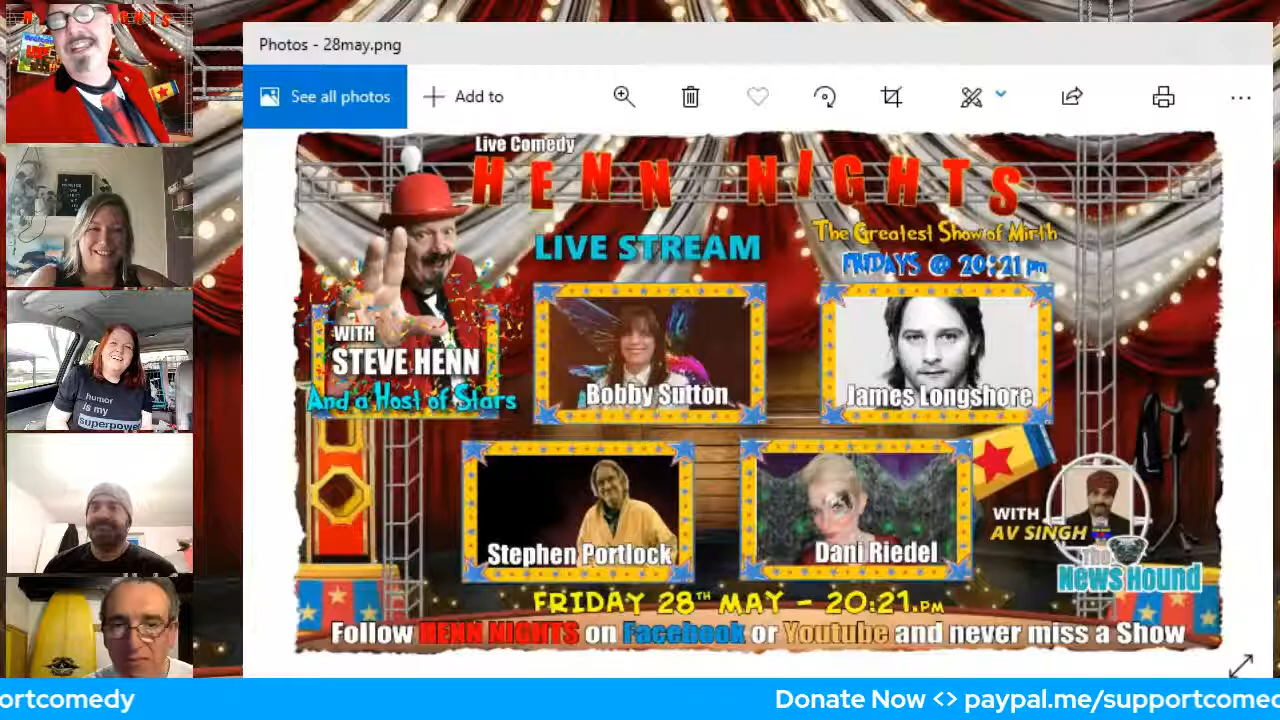 Photos - 28may.png
See all photos
Add to
Live Comedy
HENN NIGHTS
The Greatest Show of Mirth
LIVE STREAM
FRIDAYS @ 20:21 pm
WITH
STEVE HENN
And a Host of Stars
Bobby Sutton
James Longshore
Stephen Portlock
Dani Riedel
WITH
AV SINGH
The
News Hound
FRIDAY 28TH MAY - 20:21.PM
Follow HENN NIGHTS on Facebook or Youtube and never miss a Show
humor
is my
superpowe
LIVE
ortcomedy
Donate Now <> paypal.me/supportcomed